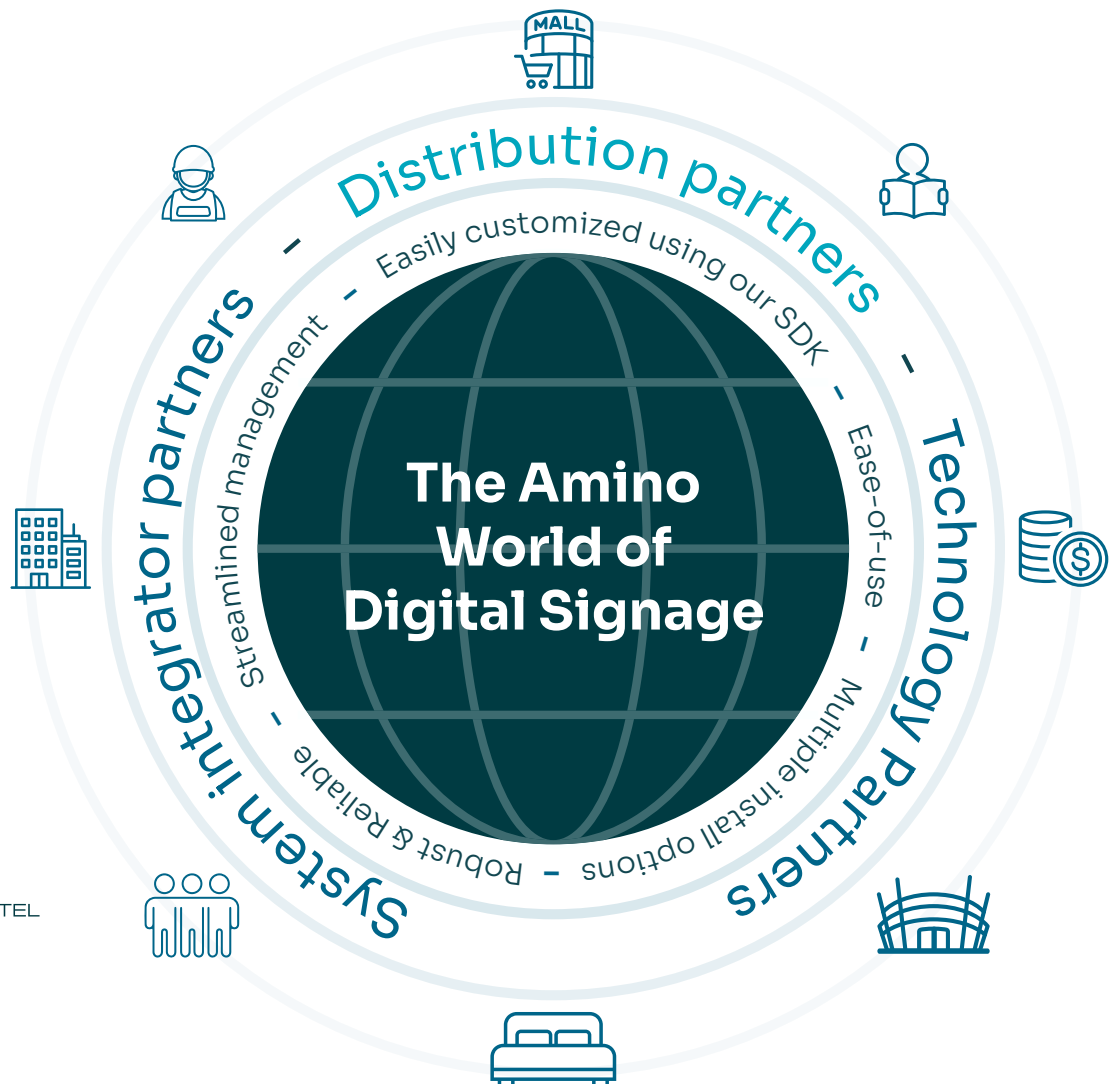 MALL
Distribution partners - Technology Partners - System integrator partners -
Easily customized using our SDK - Ease-of-use - Multiple install options - Robust & Reliable - Streamlined management -
The Amino
World of
Digital Signage
$
TEL